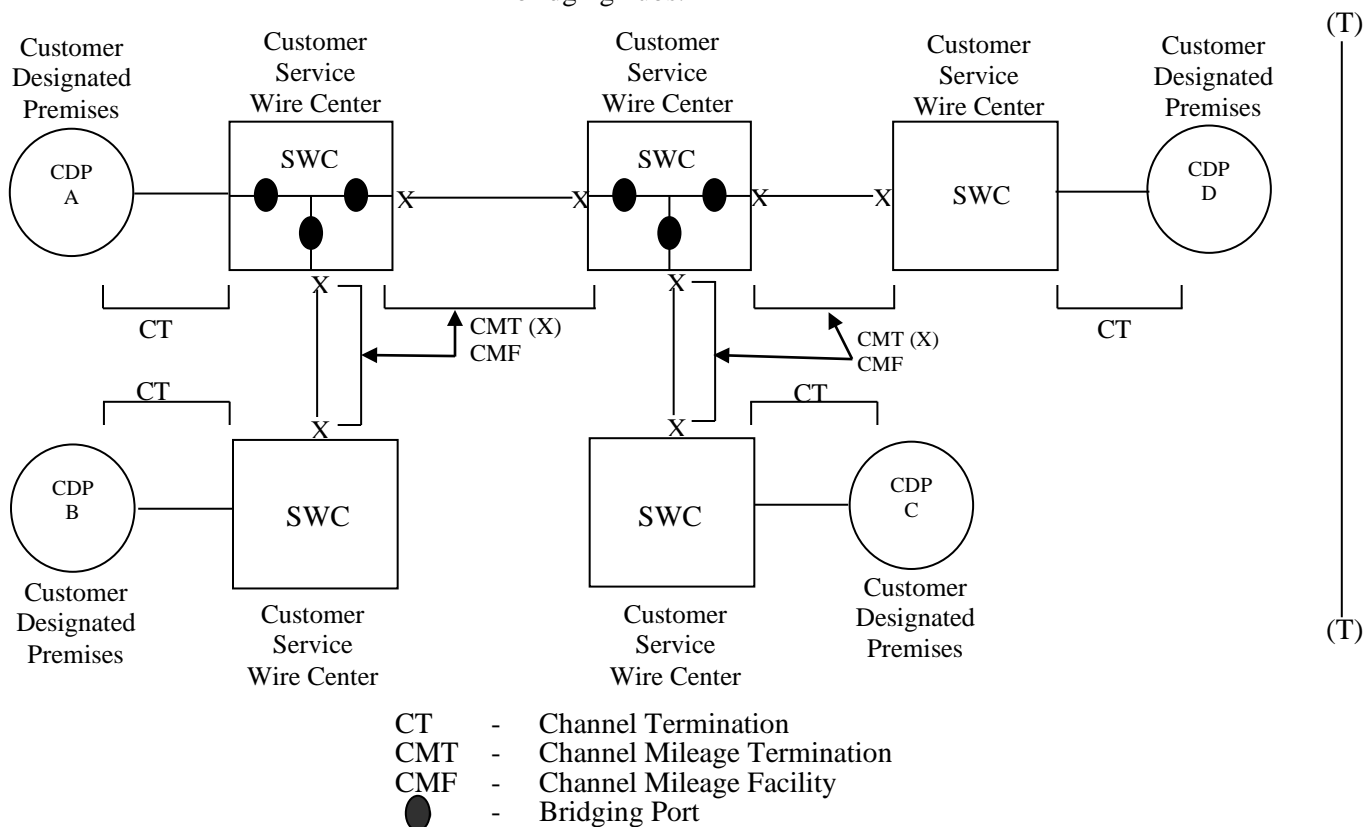 (T)
Customer
Designated
Premises
Customer
Service
Wire Center
Customer
Service
Wire Center
Customer
Service
Wire Center
Customer
Designated
Premises
CDP
A
SWC
X
X
SWC
X
X
SWC
CDP
D
X
X
CT
CMT (X)
CMF
CMT (X)
CMF
CT
CT
CT
X
X
CDP
B
SWC
SWC
CDP
C
Customer
Designated
Premises
Customer
Service
Wire Center
Customer
Service
Wire Center
Customer
Designated
Premises
(T)
CT - Channel Termination
CMT - Channel Mileage Termination
CMF - Channel Mileage Facility
- Bridging Port